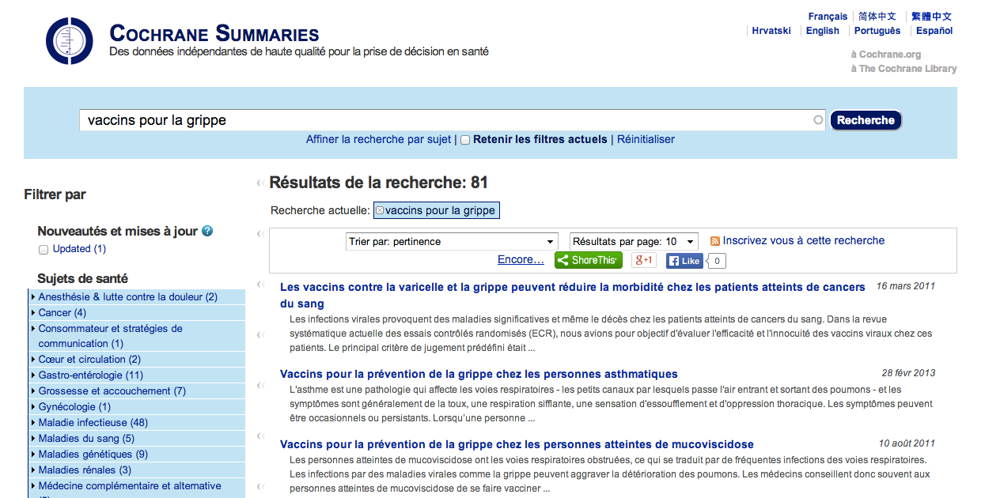 Français 简体中文 繁體中文
Hrvatski English Português Español
COCHRANE SUMMARIES
Des données indépendantes de haute qualité pour la prise de décision en santé
à Cochrane.org
à The Cochrane Library
vaccins pour la grippe Recherche
Affiner la recherche par sujet | Retenir les filtres actuels | Réinitialiser
Filtrer par
Nouveautés et mises à jour ?
Updated (1)
Sujets de santé
Anesthésie & lutte contre la douleur (2)
Cancer (4)
Consommateur et stratégies de
communication (1)
Cœur et circulation (2)
Gastro-entérologie (11)
Grossesse et accouchement (7)
Gynécologie (1)
Maladie infectieuse (48)
Maladies du sang (5)
Maladies génétiques (9)
Maladies rénales (3)
Médecine complémentaire et alternative
Résultats de la recherche: 81
Recherche actuelle: vaccins pour la grippe
Trier par: pertinence Résultats par page: 10 Inscrivez vous à cette recherche
Encore… ShareThis g+1 Like 0
Les vaccins contre la varicelle et la grippe peuvent réduire la morbidité chez les patients atteints de cancers 16 mars 2011
du sang
Les infections virales provoquent des maladies significatives et même le décès chez les patients atteints de cancers du sang. Dans la revue
systématique actuelle des essais contrôlés randomisés (ECR), nous avions pour objectif d'évaluer l'efficacité et l'innocuité des vaccins viraux chez ces
patients. Le principal critère de jugement prédéfini était ...
Vaccins pour la prévention de la grippe chez les personnes asthmatiques 28 févr 2013
L'asthme est une pathologie qui affecte les voies respiratoires - les petits canaux par lesquels passe l'air entrant et sortant des poumons - et les
symptômes sont généralement de la toux, une respiration sifflante, une sensation d'essoufflement et d'oppression thoracique. Les symptômes peuvent
être occasionnels ou persistants. Lorsqu'une personne ...
Vaccins pour la prévention de la grippe chez les personnes atteintes de mucoviscidose 10 août 2011
Les personnes atteintes de mucoviscidose ont les voies respiratoires obstruées, ce qui se traduit par de fréquentes infections des voies respiratoires.
Les infections par des maladies virales comme la grippe peuvent aggraver la détérioration des poumons. Les médecins conseillent donc souvent aux
personnes atteintes de mucoviscidose de se faire vacciner ...